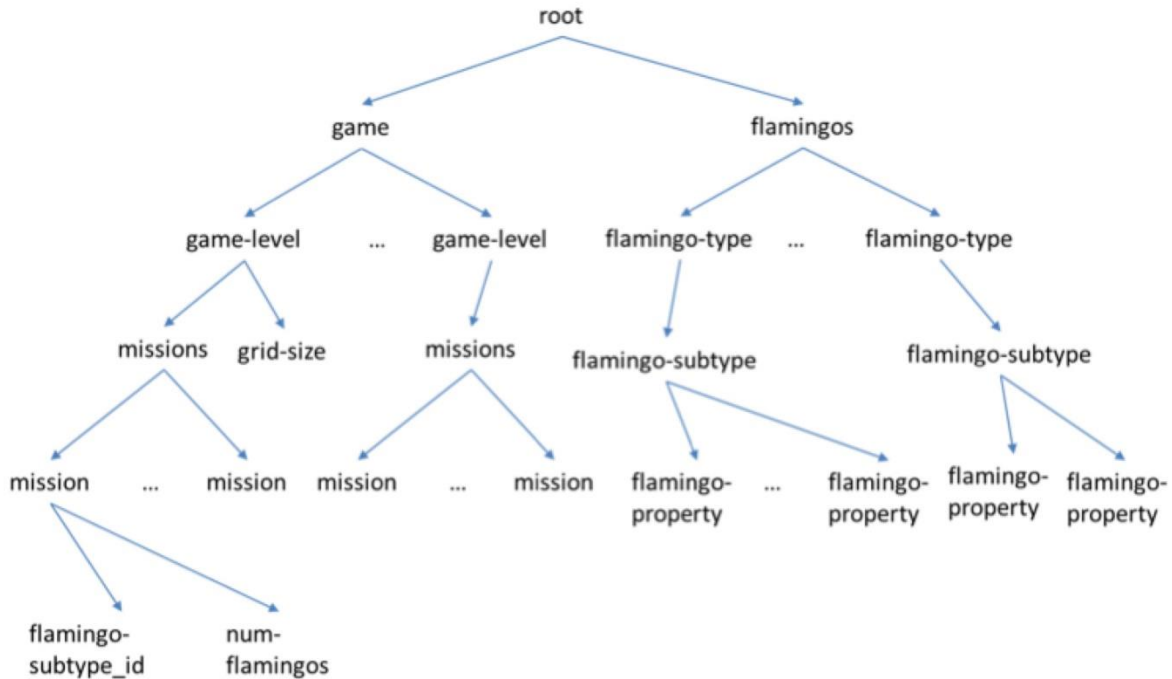 root
game
flamingos
game-level
...
game-level
flamingo-type
...
flamingo-type
missions
grid-size
missions
flamingo-subtype
flamingo-subtype
mission
...
mission
mission
...
mission
flamingo-
property
...
flamingo-
property
flamingo-
property
flamingo-
property
flamingo-
subtype_id
num-
flamingos